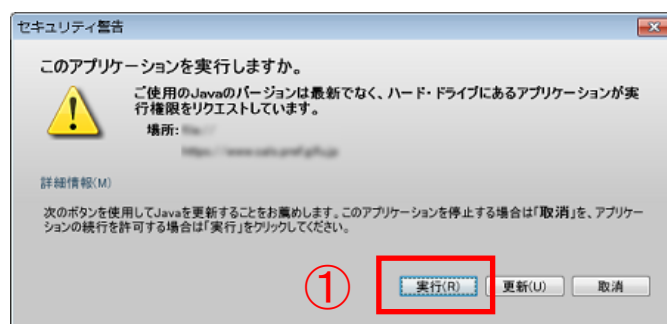 セキュリティ警告
このアプリケーションを実行しますか。
ご使用のJavaのバージョンは最新でなく、ハード・ドライブにあるアプリケーションが実
行権限をリクエストしています。
場所:
詳細情報(M)
次のボタンを使用してJavaを更新することをお薦めします。このアプリケーションを停止する場合は「取消」を、アプリケー
ションの続行を許可する場合は「実行」をクリックしてください。
① 実行(R) 更新(U) 取消